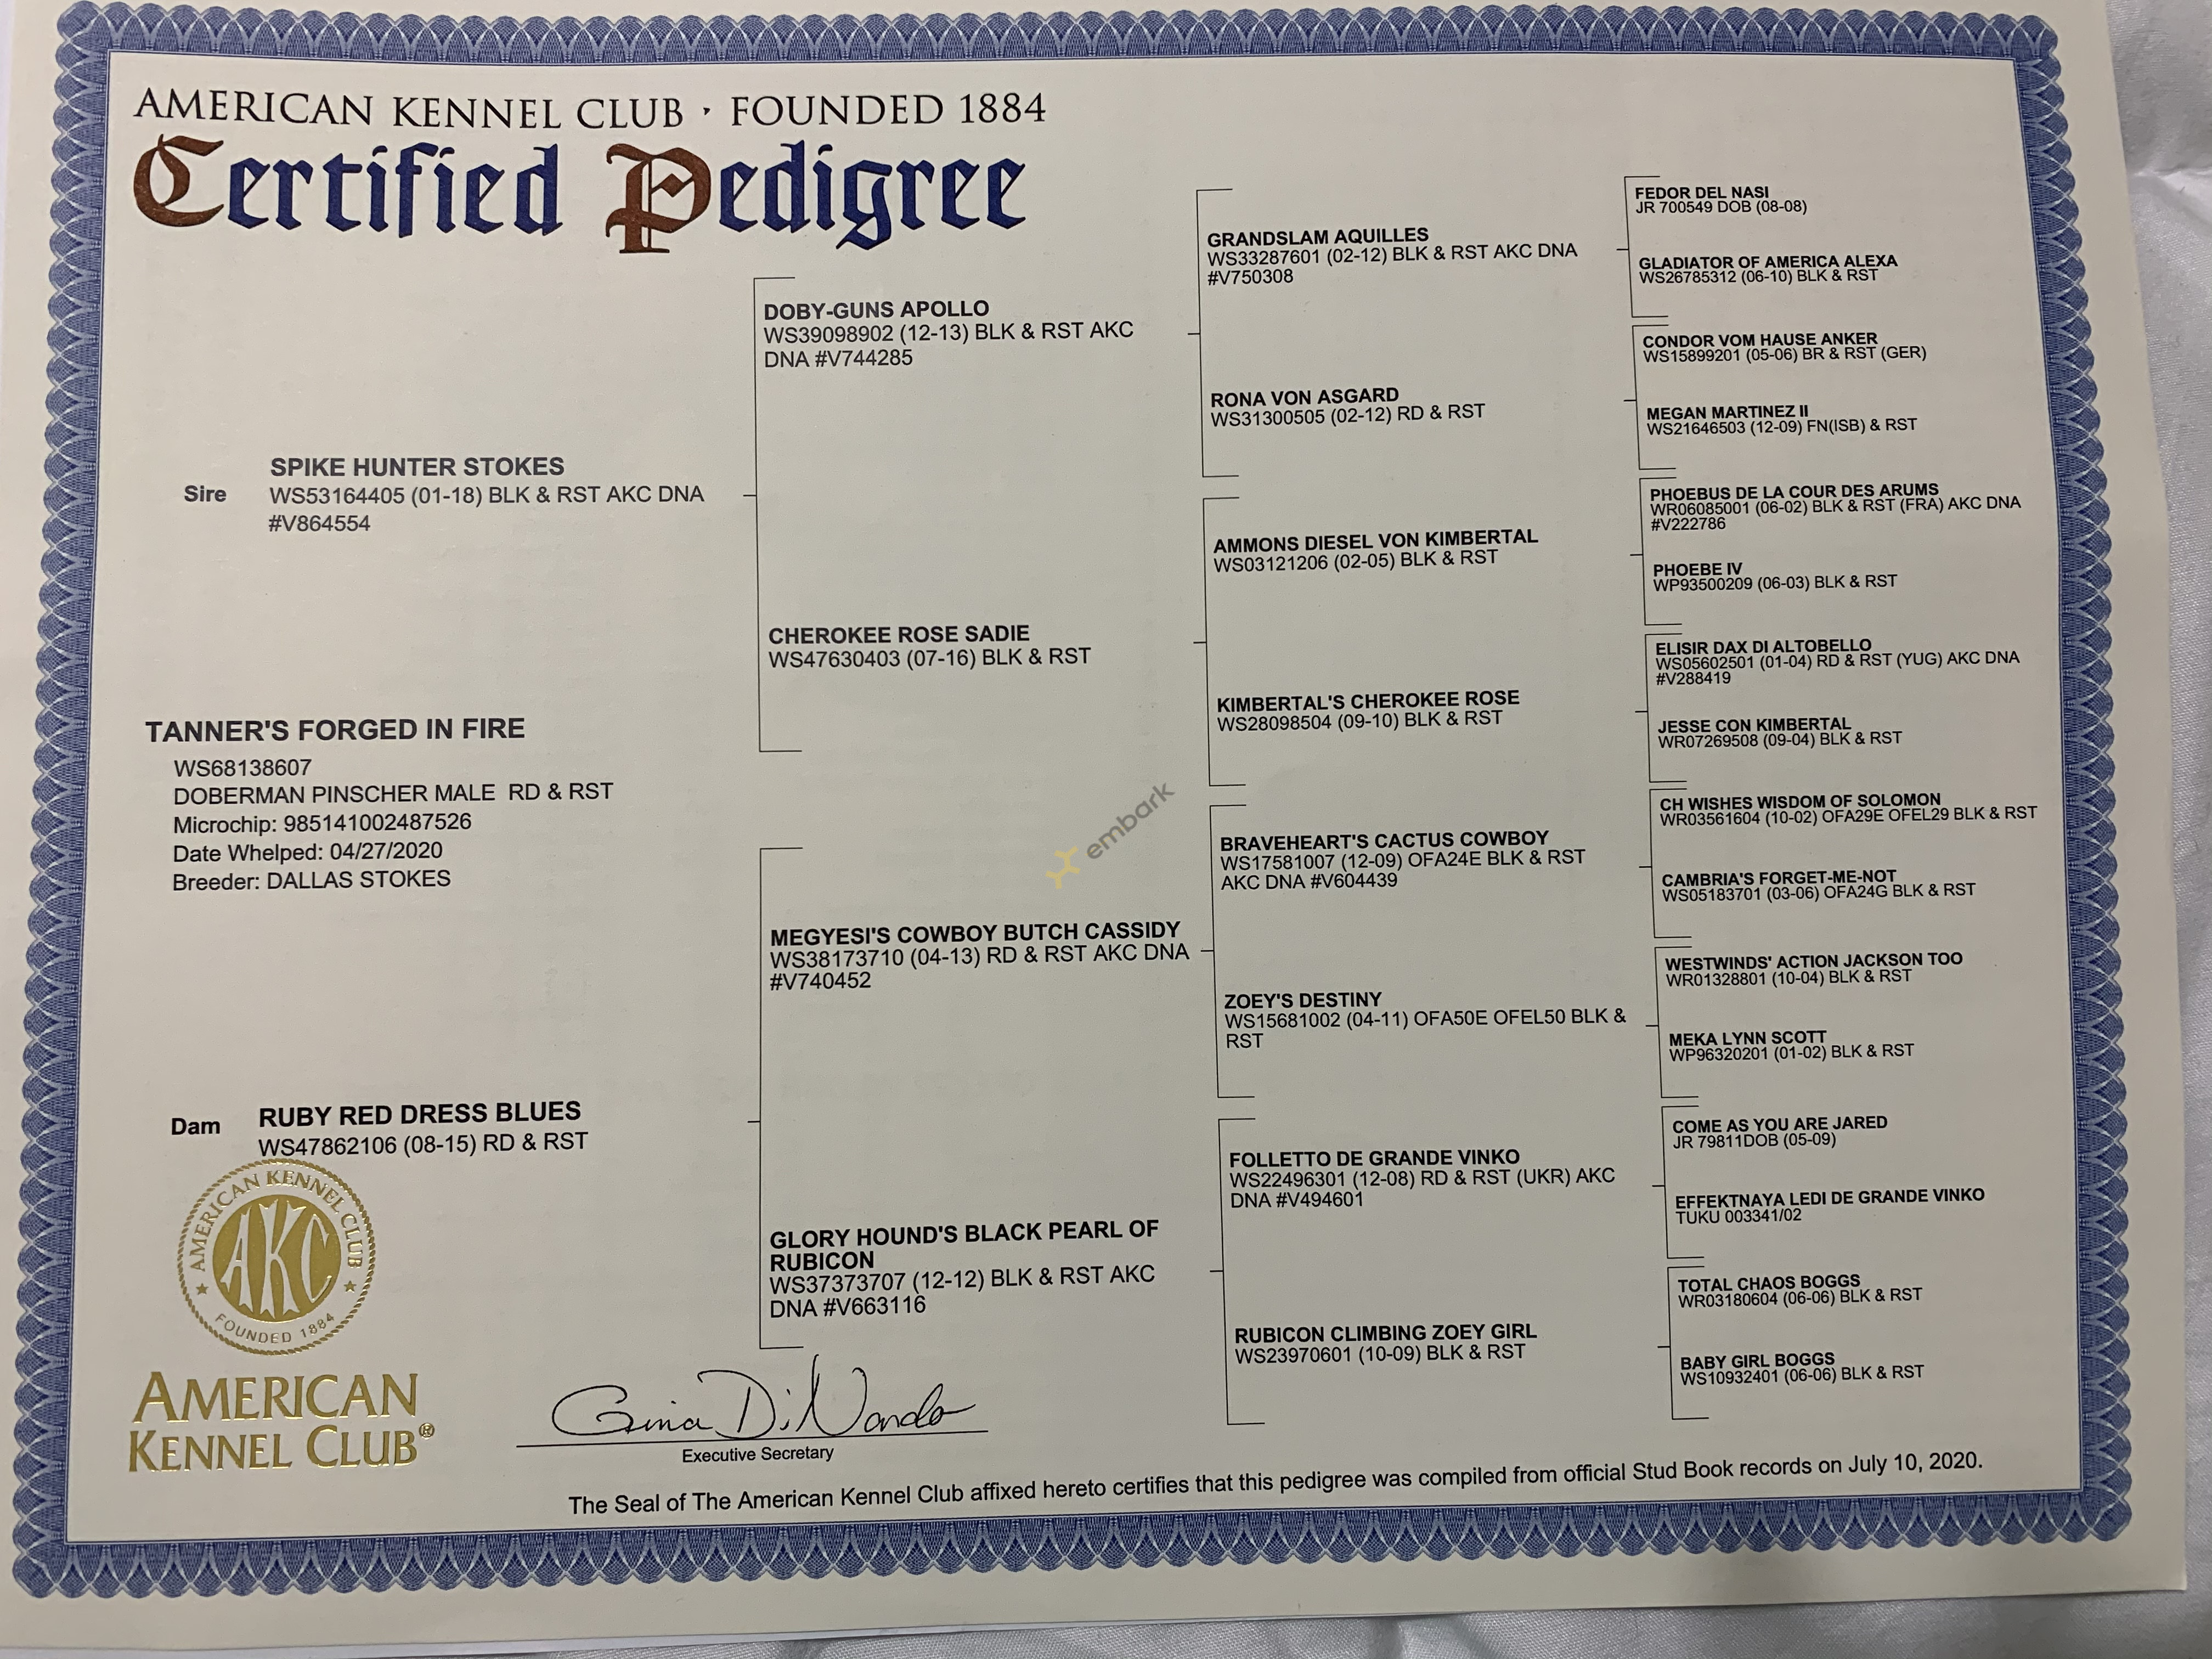 AMERICAN KENNEL CLUB · FOUNDED 1884
Certified Pedigree
Sire
SPIKE HUNTER STOKES
WS53164405 (01-18) BLK & RST AKC DNA
#V864554
TANNER'S FORGED IN FIRE
WS68138607
DOBERMAN PINSCHER MALE RD & RST
Microchip: 985141002487526
Date Whelped: 04/27/2020
Breeder: DALLAS STOKES
Dam
RUBY RED DRESS BLUES
WS47862106 (08-15) RD & RST
DOBY-GUNS APOLLO
WS39098902 (12-13) BLK & RST AKC
DNA #V744285
CHEROKEE ROSE SADIE
WS47630403 (07-16) BLK & RST
MEGYESI'S COWBOY BUTCH CASSIDY
WS38173710 (04-13) RD & RST AKC DNA
#V740452
GLORY HOUND'S BLACK PEARL OF
RUBICON
WS37373707 (12-12) BLK & RST AKC
DNA #V663116
GRANDSLAM AQUILLES
WS33287601 (02-12) BLK & RST AKC DNA
#V750308
RONA VON ASGARD
WS31300505 (02-12) RD & RST
AMMONS DIESEL VON KIMBERTAL
WS03121206 (02-05) BLK & RST
KIMBERTAL'S CHEROKEE ROSE
WS28098504 (09-10) BLK & RST
BRAVEHEART'S CACTUS COWBOY
WS17581007 (12-09) OFA24E BLK & RST
AKC DNA #V604439
ZOEY'S DESTINY
WS15681002 (04-11) OFA50E OFEL50 BLK &
RST
FOLLETTO DE GRANDE VINKO
WS22496301 (12-08) RD & RST (UKR) AKC
DNA #V494601
RUBICON CLIMBING ZOEY GIRL
WS23970601 (10-09) BLK & RST
FEDOR DEL NASI
JR 700549 DOB (08-08)
GLADIATOR OF AMERICA ALEXA
WS26785312 (06-10) BLK & RST
CONDOR VOM HAUSE ANKER
WS15899201 (05-06) BR & RST (GER)
MEGAN MARTINEZ II
WS21646503 (12-09) FN(ISB) & RST
PHOEBUS DE LA COUR DES ARUMS
WR06085001 (06-02) BLK & RST (FRA) AKC DNA
#V222786
PHOEBE IV
WP93500209 (06-03) BLK & RST
ELISIR DAX DI ALTOBELLO
WS05602501 (01-04) RD & RST (YUG) AKC DNA
#V288419
JESSE CON KIMBERTAL
WR07269508 (09-04) BLK & RST
CH WISHES WISDOM OF SOLOMON
WR03561604 (10-02) OFA29E OFEL29 BLK & RST
CAMBRIA'S FORGET-ME-NOT
WS05183701 (03-06) OFA24G BLK & RST
WESTWINDS' ACTION JACKSON TOO
WR01328801 (10-04) BLK & RST
MEKA LYNN SCOTT
WP96320201 (01-02) BLK & RST
COME AS YOU ARE JARED
JR 79811DOB (05-09)
EFFEKTNAYA LEDI DE GRANDE VINKO
TUKU 003341/02
TOTAL CHAOS BOGGS
WR03180604 (06-06) BLK & RST
BABY GIRL BOGGS
WS10932401 (06-06) BLK & RST
embark
AMERICAN KENNEL CLUB
AKC
FOUNDED 1884
AMERICAN
KENNEL CLUB®
Gina DiNardo
Executive Secretary
The Seal of The American Kennel Club affixed hereto certifies that this pedigree was compiled from official Stud Book records on July 10, 2020.